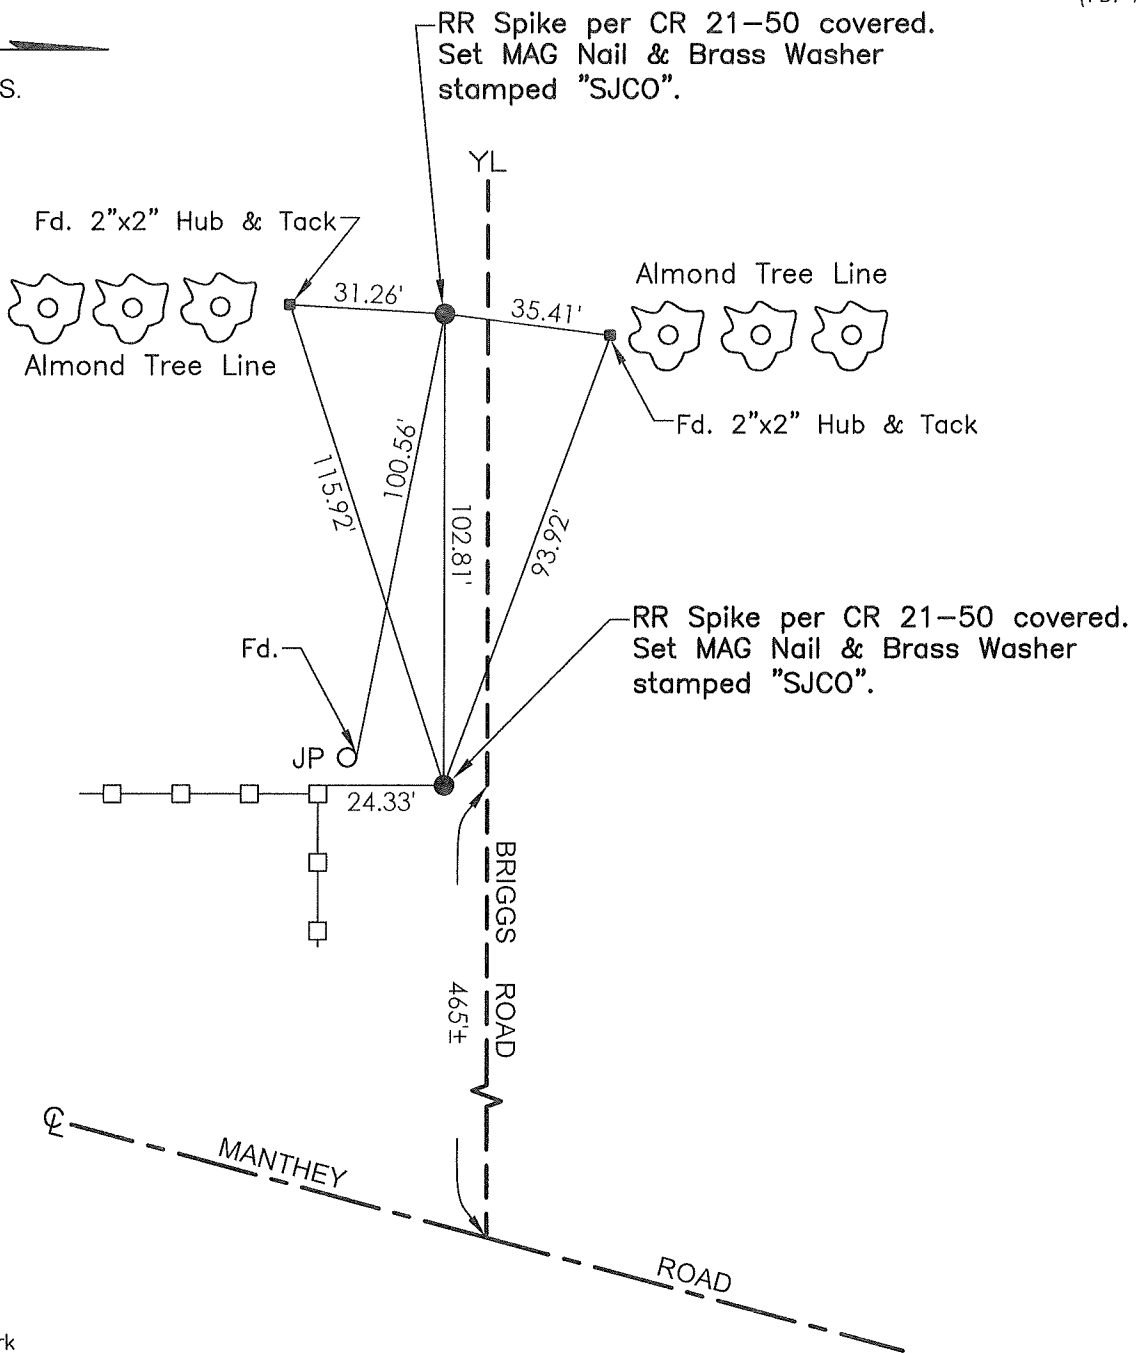 RR Spike per CR 21-50 covered.
Set MAG Nail & Brass Washer
stamped "SJCO".
S.
YL
Fd. 2"x2" Hub & Tack
Almond Tree Line
31.26'
35.41'
Almond Tree Line
Fd. 2"x2" Hub & Tack
115.92'
100.56'
102.81'
93.92'
RR Spike per CR 21-50 covered.
Set MAG Nail & Brass Washer
stamped "SJCO".
Fd.
JP
24.33'
BRIGGS ROAD
465'±
℄
MANTHEY ROAD
rk